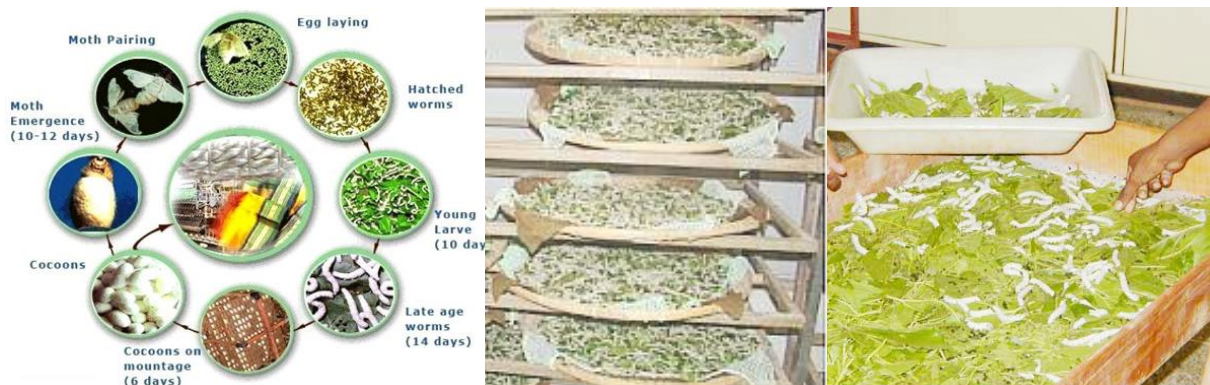 Egg laying
Moth Pairing
Hatched
worms
Moth
Emergence
(10-12 days)
Young
Larve
(10 day
Cocoons
Late age
worms
(14 days)
Cocoons on
mountage
(6 days)